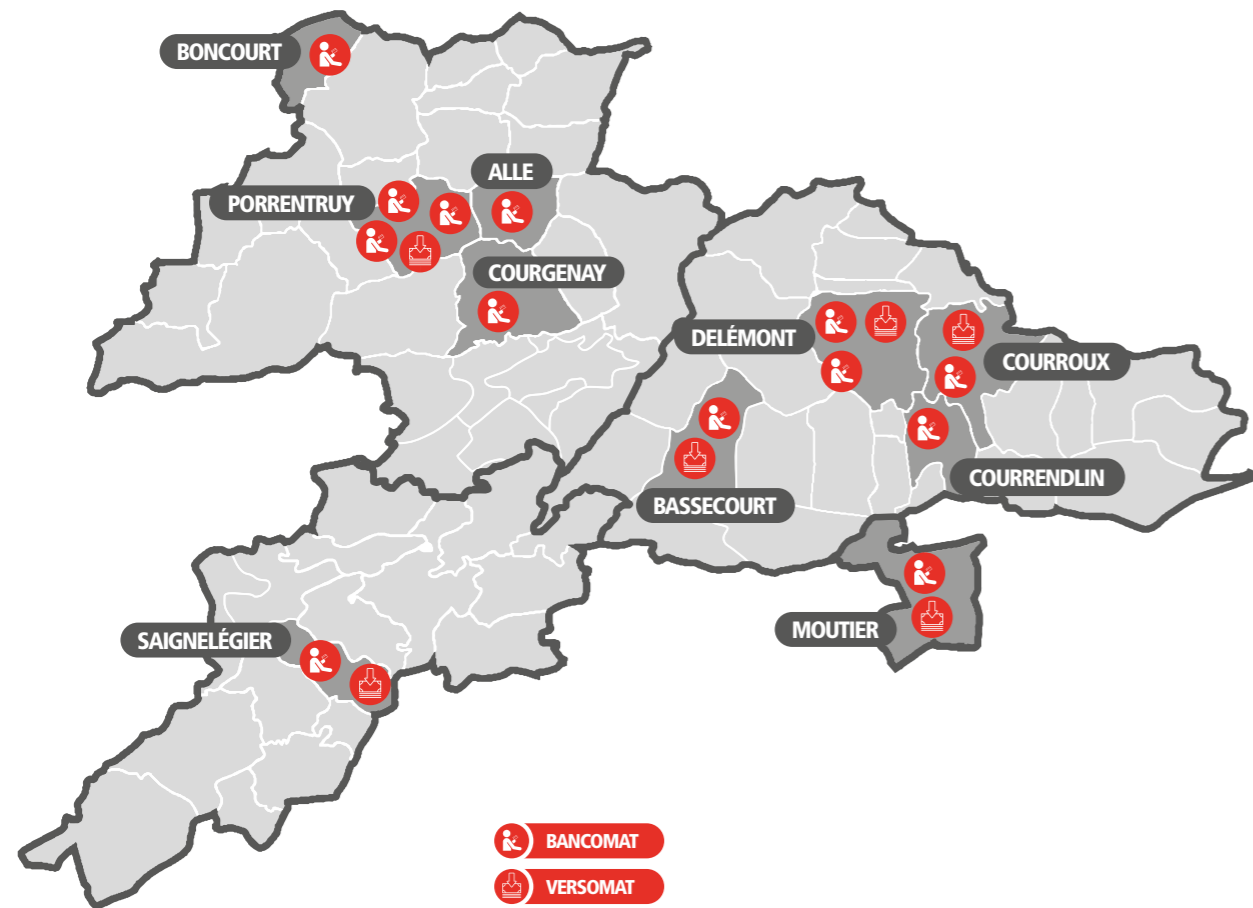 BONCOURT
ALLE
PORRENTRUY
COURGENAY
DELÉMONT
COURROUX
COURRENDLIN
BASSECOURT
MOUTIER
SAIGNELÉGIER
BANCOMAT
VERSOMAT